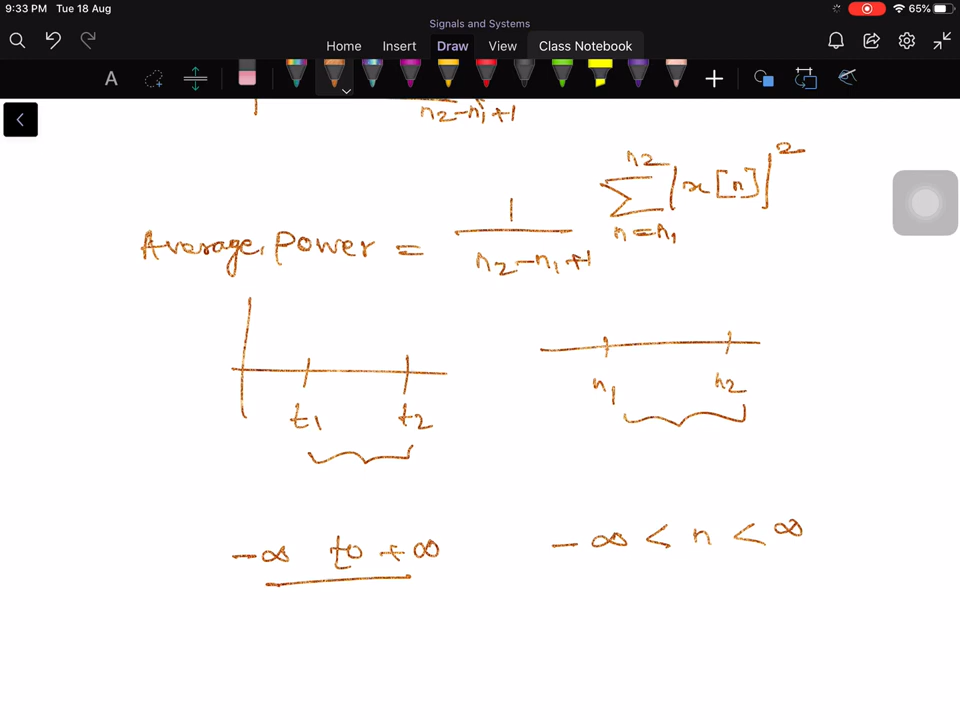 9:33 PM Tue 18 Aug
65%
Signals and Systems
Home Insert Draw View Class Notebook
A
n2-n1+1
Average Power = 1/(n2-n1+1) ∑_{n=n1}^{n2} |x[n]|^2
t1 t2
n1 n2
-∞ to +∞
-∞ < n < ∞